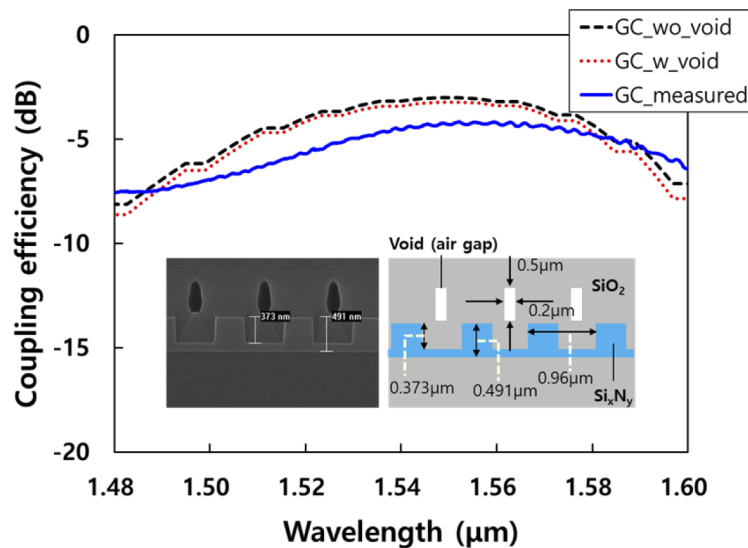 0
-5
-10
-15
-20
Coupling efficiency (dB)
GC_wo_void
GC_w_void
GC_measured
373 nm
491 nm
Void (air gap)
0.5μm
SiO2
0.2μm
0.373μm
0.491μm
0.96μm
SixNy
1.48
1.50
1.52
1.54
1.56
1.58
1.60
Wavelength (μm)